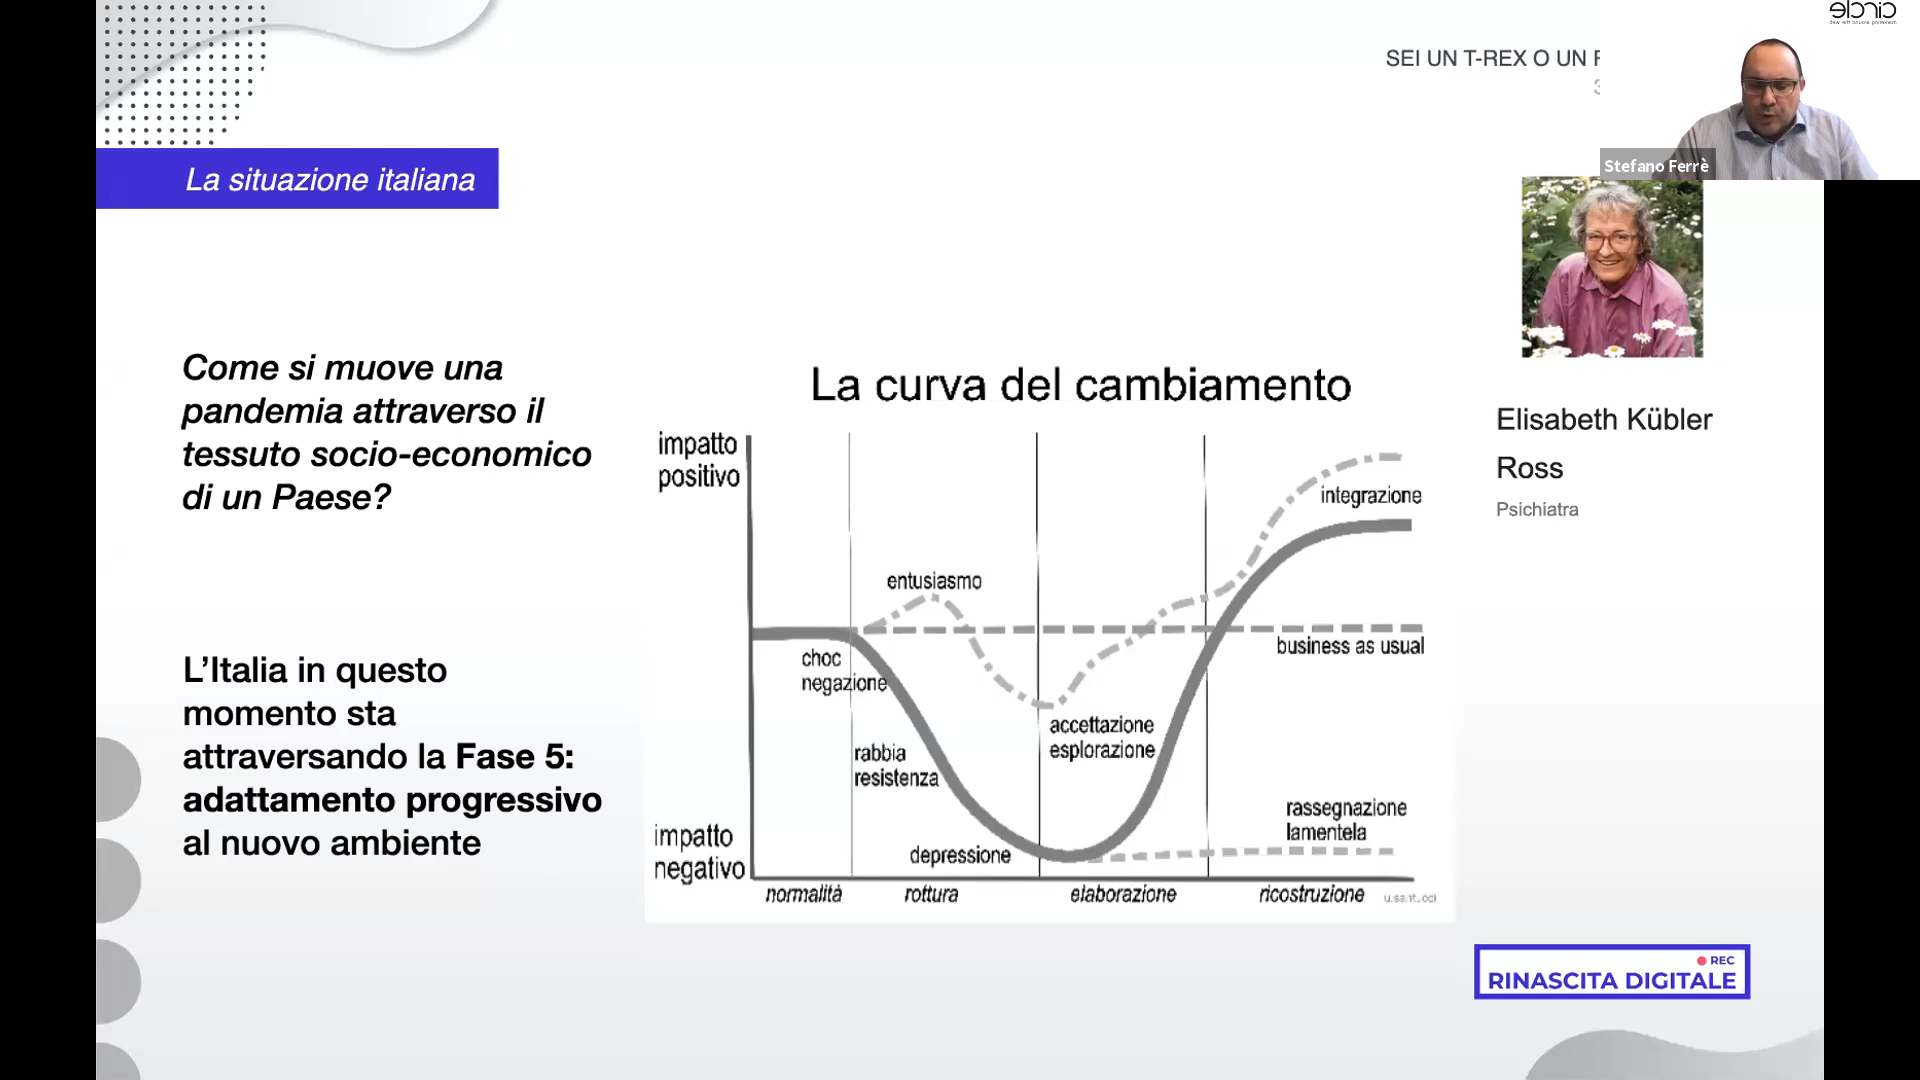 circle
SEI UN T-REX O UN
Stefano Ferrè
La situazione italiana
Come si muove una
pandemia attraverso il
tessuto socio-economico
di un Paese?
L’Italia in questo
momento sta
attraversando la Fase 5:
adattamento progressivo
al nuovo ambiente
La curva del cambiamento
impatto
positivo
integrazione
entusiasmo
business as usual
choc
negazione
accettazione
esplorazione
rabbia
resistenza
rassegnazione
lamentela
impatto
negativo
depressione
normalità rottura elaborazione ricostruzione
Elisabeth Kübler
Ross
Psichiatra
REC
RINASCITA DIGITALE